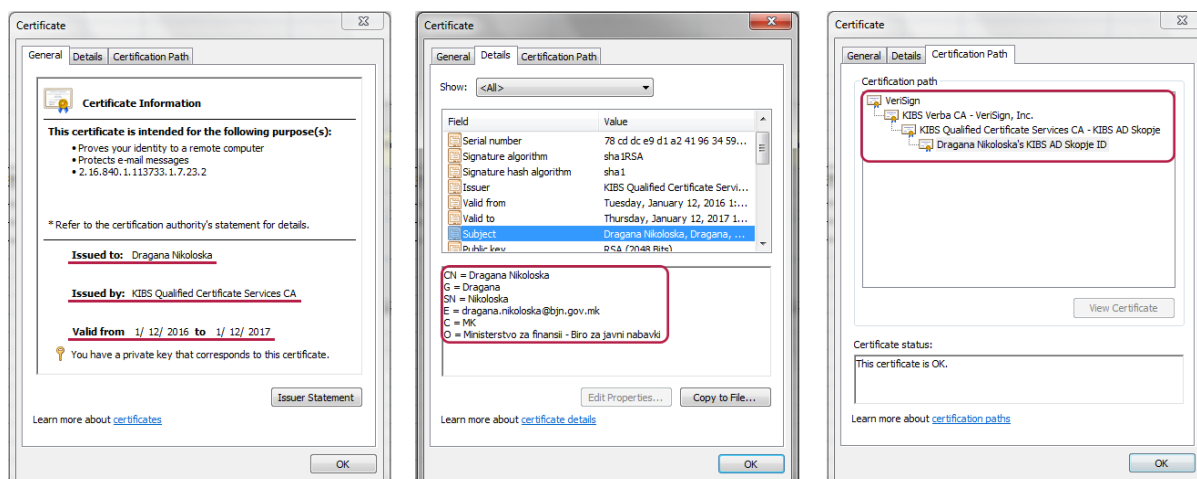 Certificate
General Details Certification Path
Certificate Information
This certificate is intended for the following purpose(s):
• Proves your identity to a remote computer
• Protects e-mail messages
• 2.16.840.1.113733.1.7.23.2
* Refer to the certification authority's statement for details.
Issued to: Dragana Nikoloska
Issued by: KIBS Qualified Certificate Services CA
Valid from 1/ 12/ 2016 to 1/ 12/ 2017
You have a private key that corresponds to this certificate.
Issuer Statement
Learn more about certificates
OK
Certificate
General Details Certification Path
Show: <All>
Field Value
Serial number 78 cd dc e9 d1 a2 41 96 34 59...
Signature algorithm sha1RSA
Signature hash algorithm sha1
Issuer KIBS Qualified Certificate Servi...
Valid from Tuesday, January 12, 2016 1:...
Valid to Thursday, January 12, 2017 1...
Subject Dragana Nikoloska, Dragana, ...
Public key RSA (2048 Bits)
CN = Dragana Nikoloska
G = Dragana
SN = Nikoloska
E = dragana.nikoloska@bjn.gov.mk
C = MK
O = Ministerstvo za finansii - Biro za javni nabavki
Edit Properties... Copy to File...
Learn more about certificate details
OK
Certificate
General Details Certification Path
Certification path
VeriSign
KIBS Verba CA - VeriSign, Inc.
KIBS Qualified Certificate Services CA - KIBS AD Skopje
Dragana Nikoloska's KIBS AD Skopje ID
View Certificate
Certificate status:
This certificate is OK.
Learn more about certification paths
OK